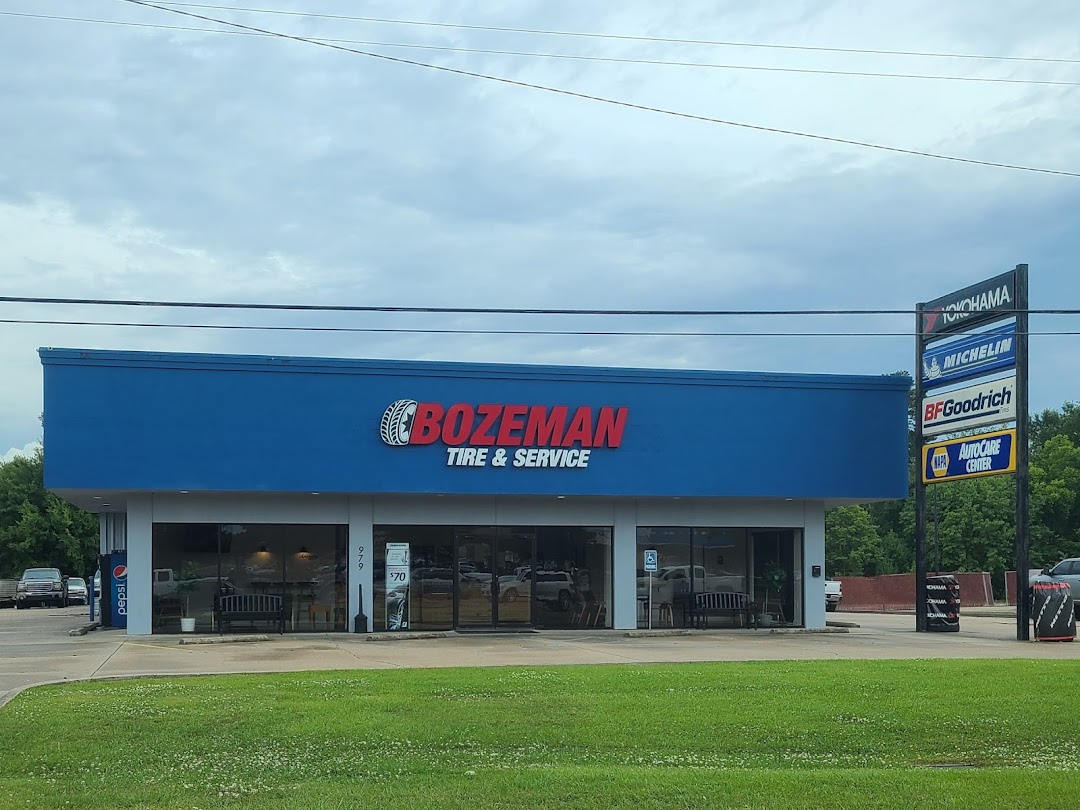 BOZEMAN
TIRE & SERVICE
YOKOHAMA
MICHELIN
BFGoodrich
NAPA
AUTOCARE
CENTER
979
$70
pepsi